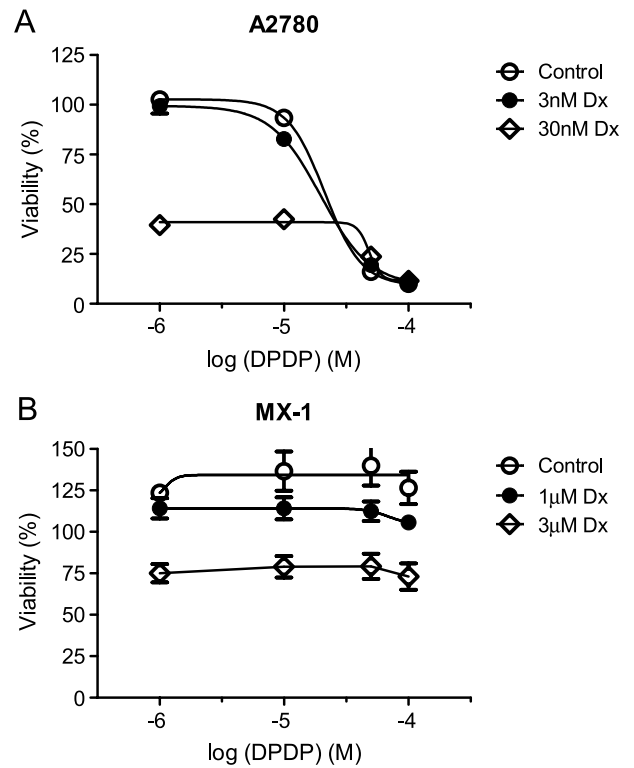 A
A2780
125
100
75
50
25
0
Viability (%)
-6
-5
-4
log (DPDP) (M)
Control
3nM Dx
30nM Dx
B
MX-1
150
125
100
75
50
25
0
Viability (%)
-6
-5
-4
log (DPDP) (M)
Control
1μM Dx
3μM Dx